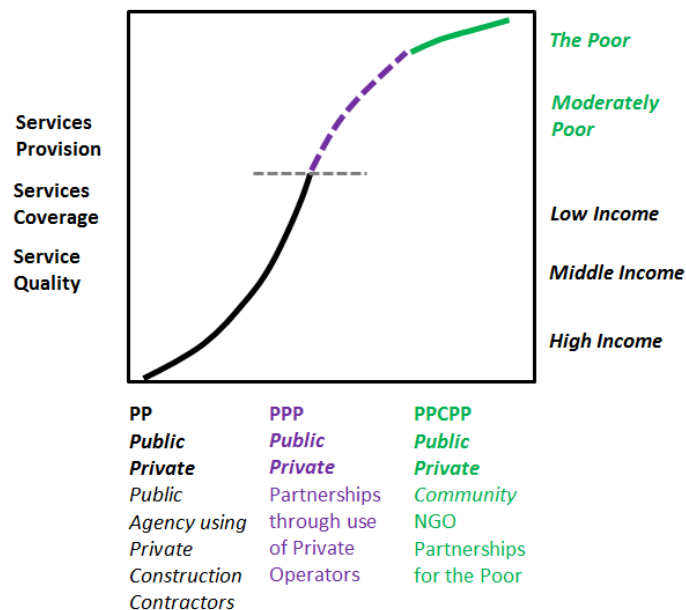 Services
Provision
Services
Coverage
Service
Quality
The Poor
Moderately
Poor
Low Income
Middle Income
High Income
PP
Public
Private
Public
Agency using
Private
Construction
Contractors
PPP
Public
Private
Partnerships
through use
of Private
Operators
PPCPP
Public
Private
Community
NGO
Partnerships
for the Poor